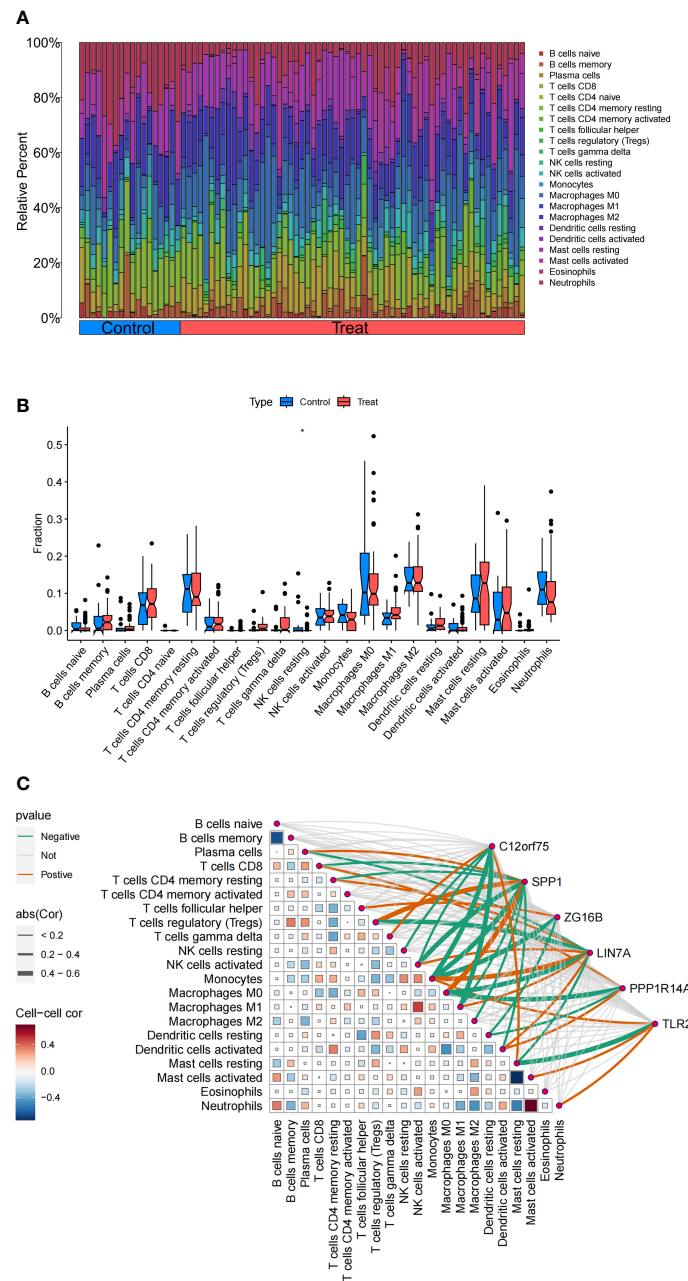 A
100%
80%
60%
40%
20%
0%
Relative Percent
Control
Treat
B cells naive
B cells memory
Plasma cells
T cells CD8
T cells CD4 naive
T cells CD4 memory resting
T cells CD4 memory activated
T cells follicular helper
T cells regulatory (Tregs)
T cells gamma delta
NK cells resting
NK cells activated
Monocytes
Macrophages M0
Macrophages M1
Macrophages M2
Dendritic cells resting
Dendritic cells activated
Mast cells resting
Mast cells activated
Eosinophils
Neutrophils
B
Type Control Treat
*
0.5
0.4
0.3
0.2
0.1
0.0
Fraction
B cells naive
B cells memory
Plasma cells
T cells CD8
T cells CD4 naive
T cells CD4 memory resting
T cells CD4 memory activated
T cells follicular helper
T cells regulatory (Tregs)
T cells gamma delta
NK cells resting
NK cells activated
Monocytes
Macrophages M0
Macrophages M1
Macrophages M2
Dendritic cells resting
Dendritic cells activated
Mast cells resting
Mast cells activated
Eosinophils
Neutrophils
C
pvalue
Negative
Not
Postive
abs(Cor)
< 0.2
0.2 - 0.4
0.4 - 0.6
Cell-cell cor
0.4
0.0
-0.4
B cells naive
B cells memory
Plasma cells
T cells CD8
T cells CD4 memory resting
T cells CD4 memory activated
T cells follicular helper
T cells regulatory (Tregs)
T cells gamma delta
NK cells resting
NK cells activated
Monocytes
Macrophages M0
Macrophages M1
Macrophages M2
Dendritic cells resting
Dendritic cells activated
Mast cells resting
Mast cells activated
Eosinophils
Neutrophils
C12orf75
SPP1
ZG16B
LIN7A
PPP1R14A
TLR2
B cells naive
B cells memory
Plasma cells
T cells CD8
T cells CD4 memory resting
T cells CD4 memory activated
T cells follicular helper
T cells regulatory (Tregs)
T cells gamma delta
NK cells resting
NK cells activated
Monocytes
Macrophages M0
Macrophages M1
Macrophages M2
Dendritic cells resting
Dendritic cells activated
Mast cells resting
Mast cells activated
Eosinophils
Neutrophils